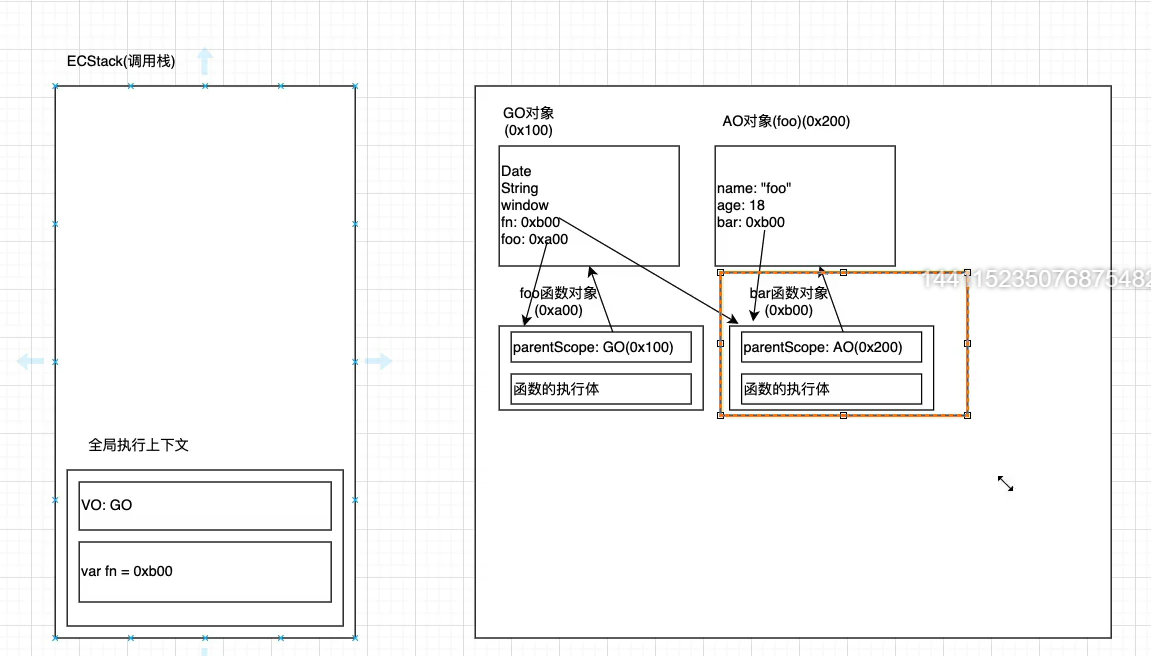 ECStack(调用栈)
全局执行上下文
VO: GO
var fn = 0xb00
GO对象
(0x100)
Date
String
window
fn: 0xb00
foo: 0xa00
AO对象(foo)(0x200)
name: "foo"
age: 18
bar: 0xb00
foo函数对象
(0xa00)
parentScope: GO(0x100)
函数的执行体
bar函数对象
(0xb00)
parentScope: AO(0x200)
函数的执行体
144115235076875482